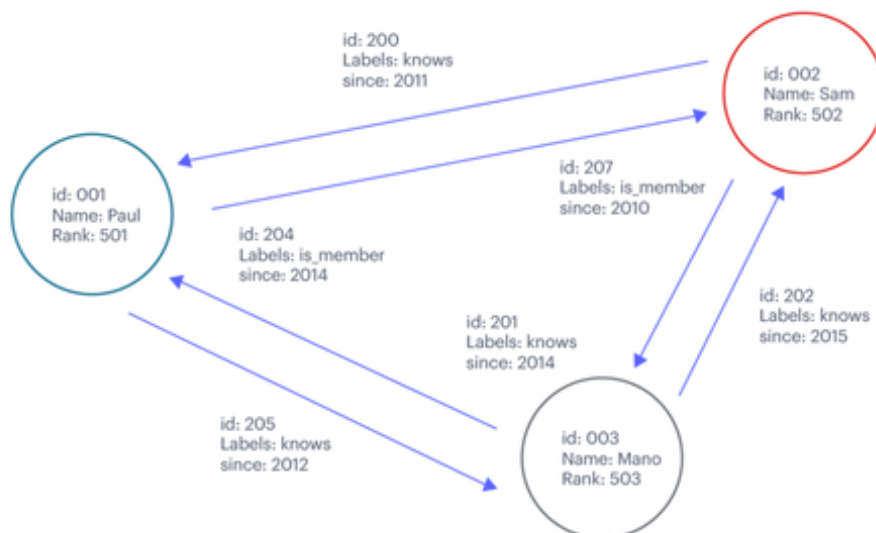 id: 200
Labels: knows
since: 2011
id: 002
Name: Sam
Rank: 502
id: 001
Name: Paul
Rank: 501
id: 207
Labels: is_member
since: 2010
id: 204
Labels: is_member
since: 2014
id: 202
Labels: knows
since: 2015
id: 201
Labels: knows
since: 2014
id: 205
Labels: knows
since: 2012
id: 003
Name: Mano
Rank: 503